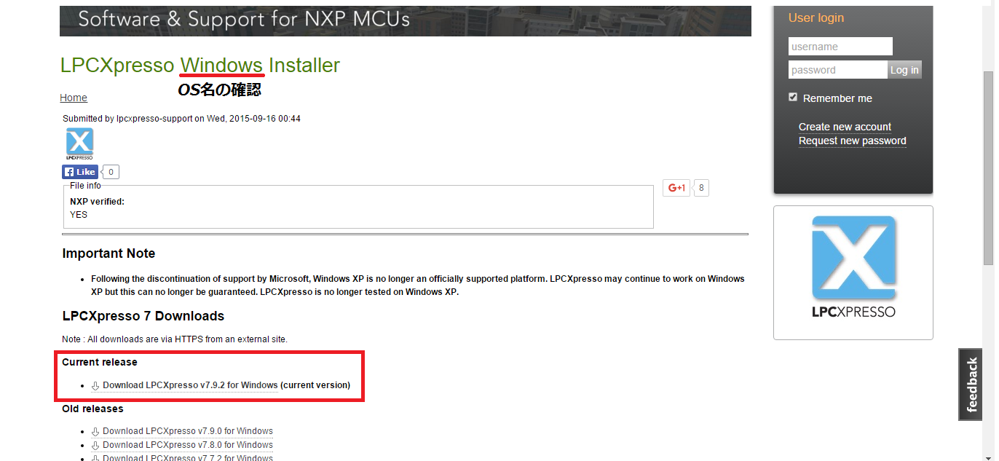 Software & Support for NXP MCUs
LPCXpresso Windows Installer
OS名の確認
Home
Submitted by lpcxpresso-support on Wed, 2015-09-16 00:44
LPCXPRESSO
Like 0
File info
NXP verified:
YES
G+1 8
Important Note
Following the discontinuation of support by Microsoft, Windows XP is no longer an officially supported platform. LPCXpresso may continue to work on Windows
XP but this can no longer be guaranteed. LPCXpresso is no longer tested on Windows XP.
LPCXpresso 7 Downloads
Note : All downloads are via HTTPS from an external site.
Current release
Download LPCXpresso v7.9.2 for Windows (current version)
Old releases
Download LPCXpresso v7.9.0 for Windows
Download LPCXpresso v7.8.0 for Windows
Download LPCXpresso v7.7.2 for Windows
User login
username
password Log in
Remember me
Create new account
Request new password
LPCXPRESSO
feedback